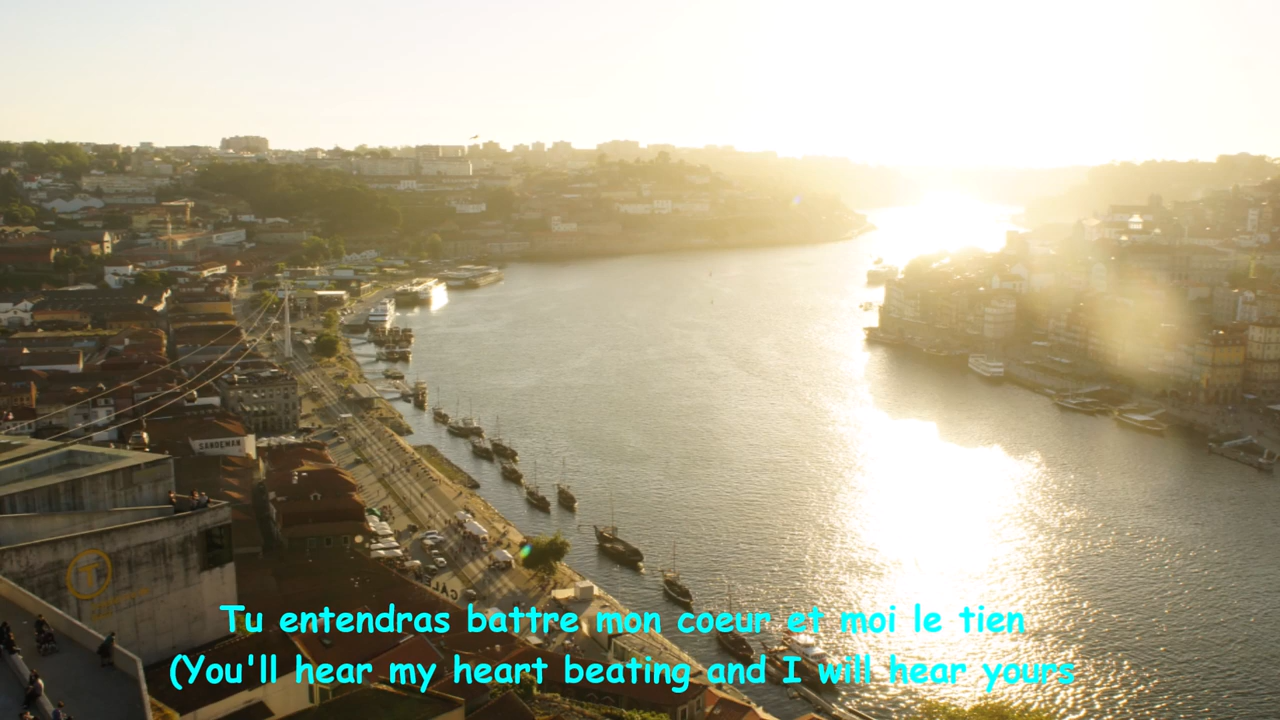 SANDEMAN
CÁL
Tu entendras battre mon coeur et moi le tien
(You'll hear my heart beating and I will hear yours